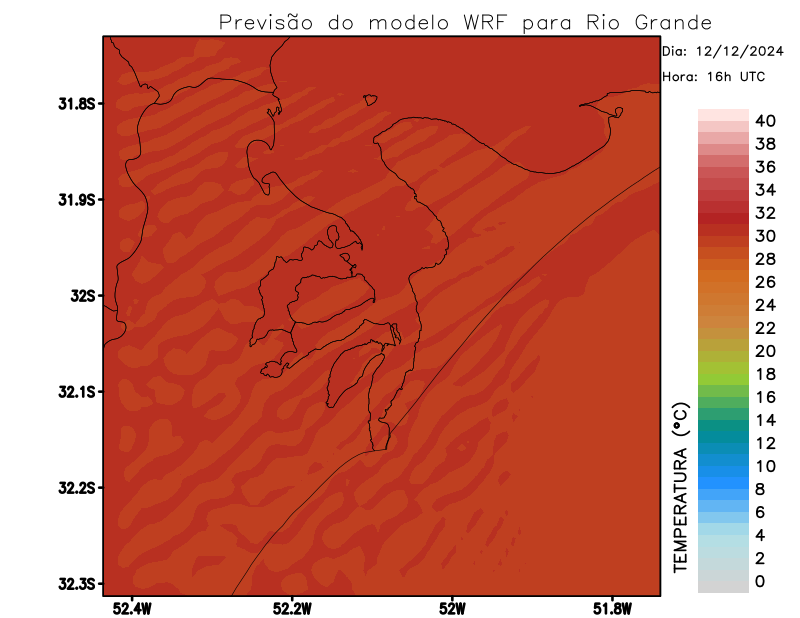 Previsão do modelo WRF para Rio Grande
Dia: 12/12/2024
Hora: 16h UTC
31.8S
31.9S
32S
32.1S
32.2S
32.3S
52.4W
52.2W
52W
51.8W
TEMPERATURA (°C)
40
38
36
34
32
30
28
26
24
22
20
18
16
14
12
10
8
6
4
2
0